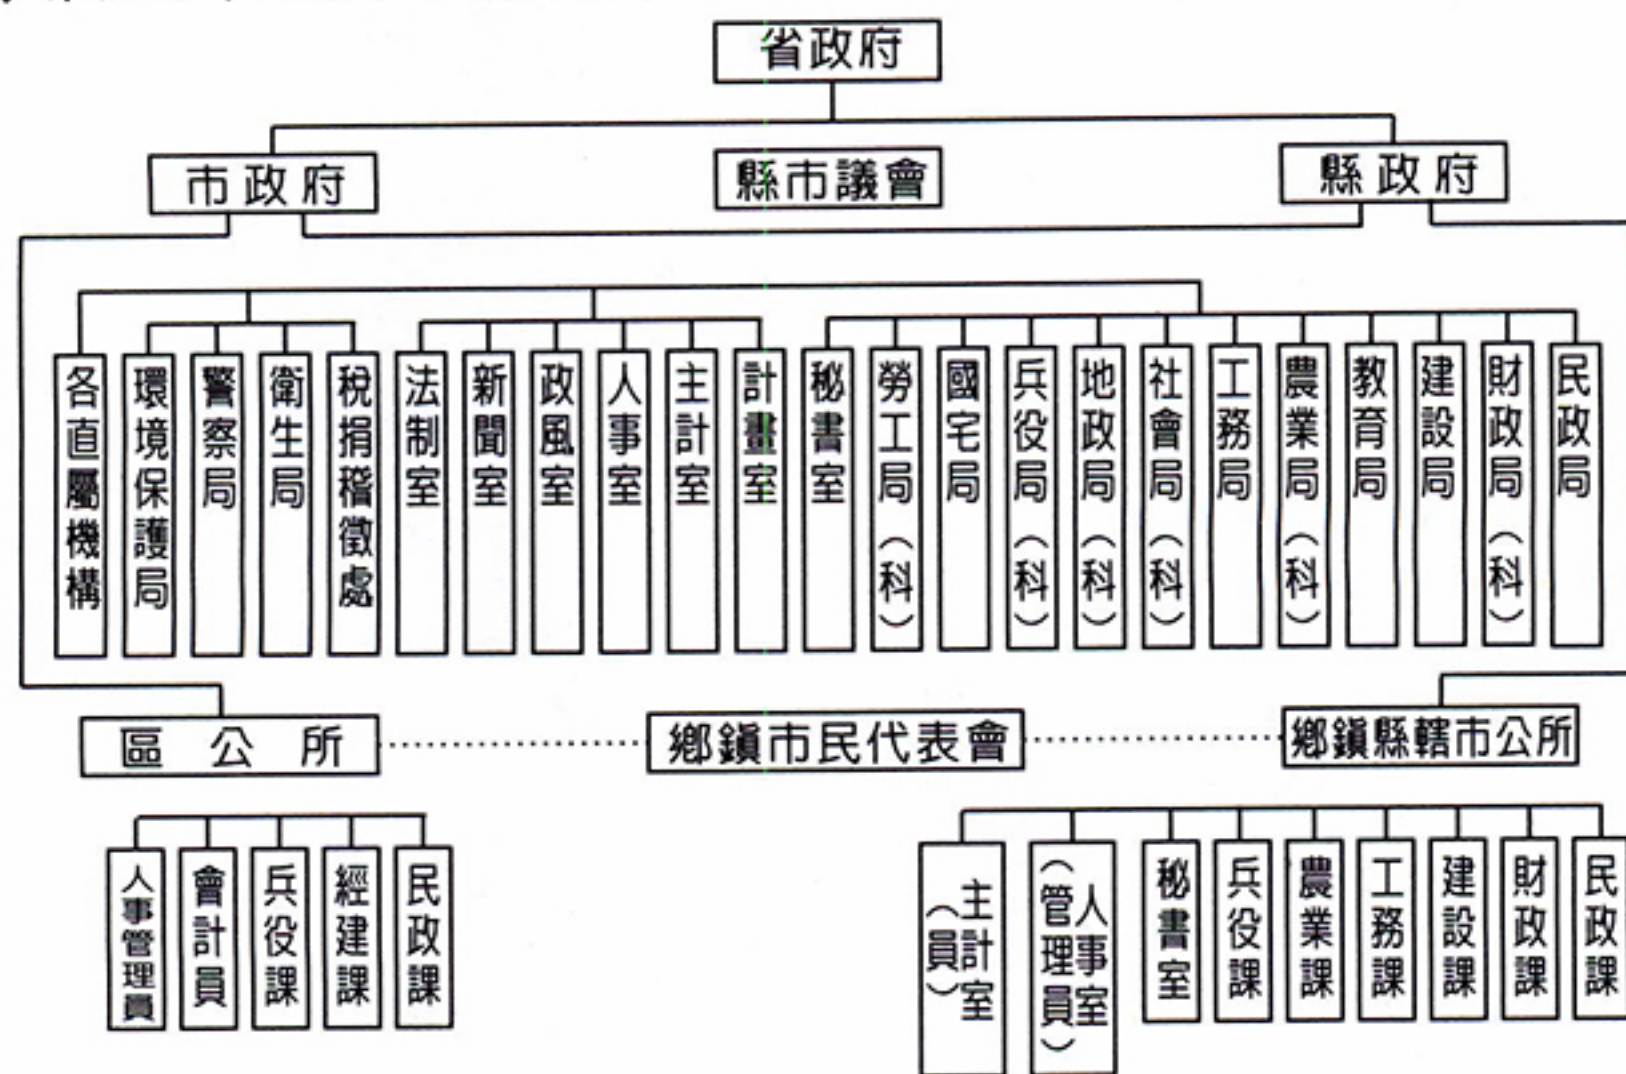 省政府
市政府
縣市議會
縣政府
各直屬機構
環境保護局
警察局
衛生局
稅捐稽徵處
法制室
新聞室
政風室
人事室
主計室
計畫室
秘書室
勞工局（科）
國宅局
兵役局（科）
地政局（科）
社會局（科）
工務局
農業局（科）
教育局
建設局
財政局（科）
民政局
區公所
鄉鎮市民代表會
鄉鎮縣轄市公所
人事管理員
會計員
兵役課
經建課
民政課
主計室
（員）
人事室
（管理員）
秘書室
兵役課
農業課
工務課
建設課
財政課
民政課